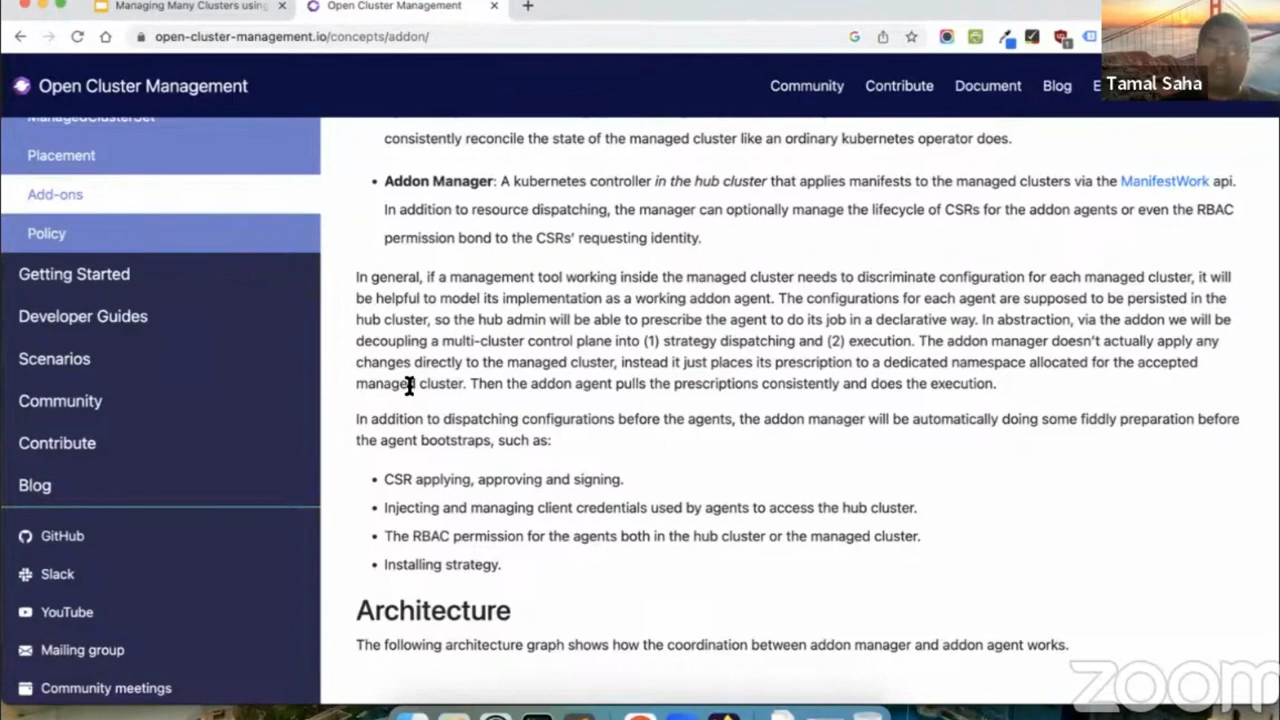 Managing Many Clusters using
Open Cluster Management
open-cluster-management.io/concepts/addon/
Open Cluster Management
Community
Contribute
Document
Blog
Tamal Saha
ManagedClusterSet
Placement
Add-ons
Policy
Getting Started
Developer Guides
Scenarios
Community
Contribute
Blog
GitHub
Slack
YouTube
Mailing group
Community meetings
consistently reconcile the state of the managed cluster like an ordinary kubernetes operator does.
• Addon Manager: A kubernetes controller in the hub cluster that applies manifests to the managed clusters via the ManifestWork api.
In addition to resource dispatching, the manager can optionally manage the lifecycle of CSRs for the addon agents or even the RBAC
permission bond to the CSRs' requesting identity.
In general, if a management tool working inside the managed cluster needs to discriminate configuration for each managed cluster, it will
be helpful to model its implementation as a working addon agent. The configurations for each agent are supposed to be persisted in the
hub cluster, so the hub admin will be able to prescribe the agent to do its job in a declarative way. In abstraction, via the addon we will be
decoupling a multi-cluster control plane into (1) strategy dispatching and (2) execution. The addon manager doesn't actually apply any
changes directly to the managed cluster, instead it just places its prescription to a dedicated namespace allocated for the accepted
managed cluster. Then the addon agent pulls the prescriptions consistently and does the execution.
In addition to dispatching configurations before the agents, the addon manager will be automatically doing some fiddly preparation before
the agent bootstraps, such as:
• CSR applying, approving and signing.
• Injecting and managing client credentials used by agents to access the hub cluster.
• The RBAC permission for the agents both in the hub cluster or the managed cluster.
• Installing strategy.
Architecture
The following architecture graph shows how the coordination between addon manager and addon agent works.
zoom